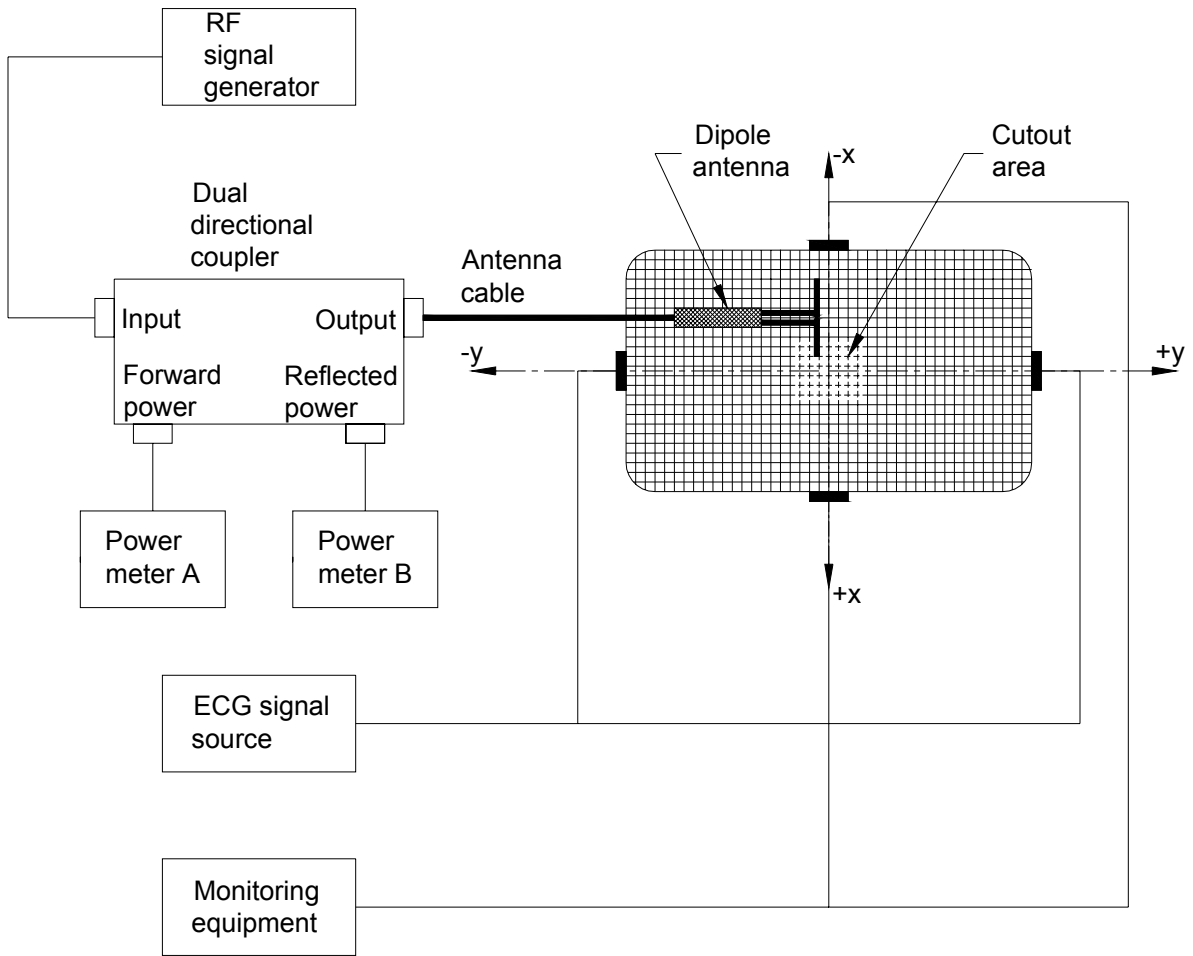 RF
signal
generator
Dipole
antenna
-x
Cutout
area
Dual
directional
coupler
Antenna
cable
Input
Output
Forward
power
Reflected
power
-y
+y
Power
meter A
Power
meter B
+x
ECG signal
source
Monitoring
equipment